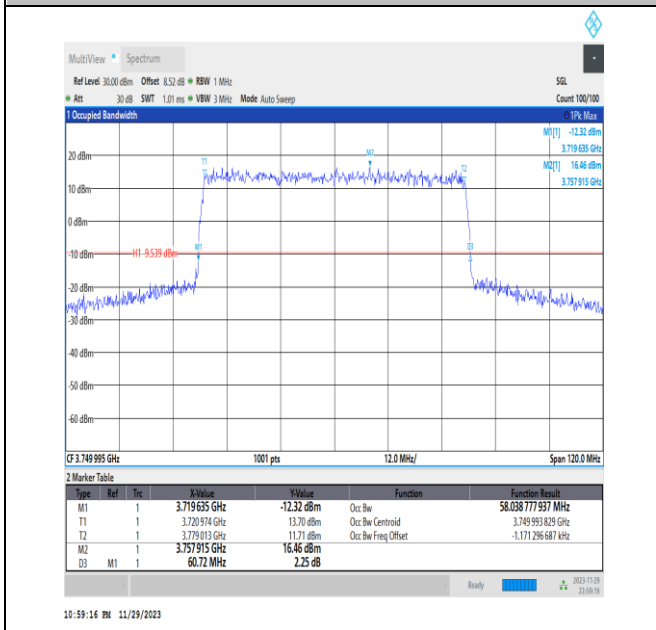 MultiView Spectrum
Ref Level 30.00 dBm Offset 8.52 dB RBW 1 MHz SGL
Att 30 dB SWT 1.01 ms VBW 3 MHz Mode Auto Sweep Count 100/100
1 Occupied Bandwidth 1Pk Max
M1[1] -12.32 dBm
3.719 635 GHz
M2[1] 16.46 dBm
3.757 915 GHz
20 dBm
M2
T1
T2
10 dBm
0 dBm
M1
D3
-10 dBm
H1 -9.539 dBm
-20 dBm
-30 dBm
-40 dBm
-50 dBm
-60 dBm
CF 3.749 995 GHz 1001 pts 12.0 MHz/ Span 120.0 MHz
2 Marker Table
Type Ref Trc X-Value Y-Value Function Function Result
M1 1 3.719 635 GHz -12.32 dBm Occ Bw 58.038 777 937 MHz
T1 1 3.720 974 GHz 13.70 dBm Occ Bw Centroid 3.749 993 829 GHz
T2 1 3.779 013 GHz 11.71 dBm Occ Bw Freq Offset -1.171 296 687 kHz
M2 1 3.757 915 GHz 16.46 dBm
D3 M1 1 60.72 MHz 2.25 dB
Ready 2023-11-29
22:59:16
10:59:16 PM 11/29/2023